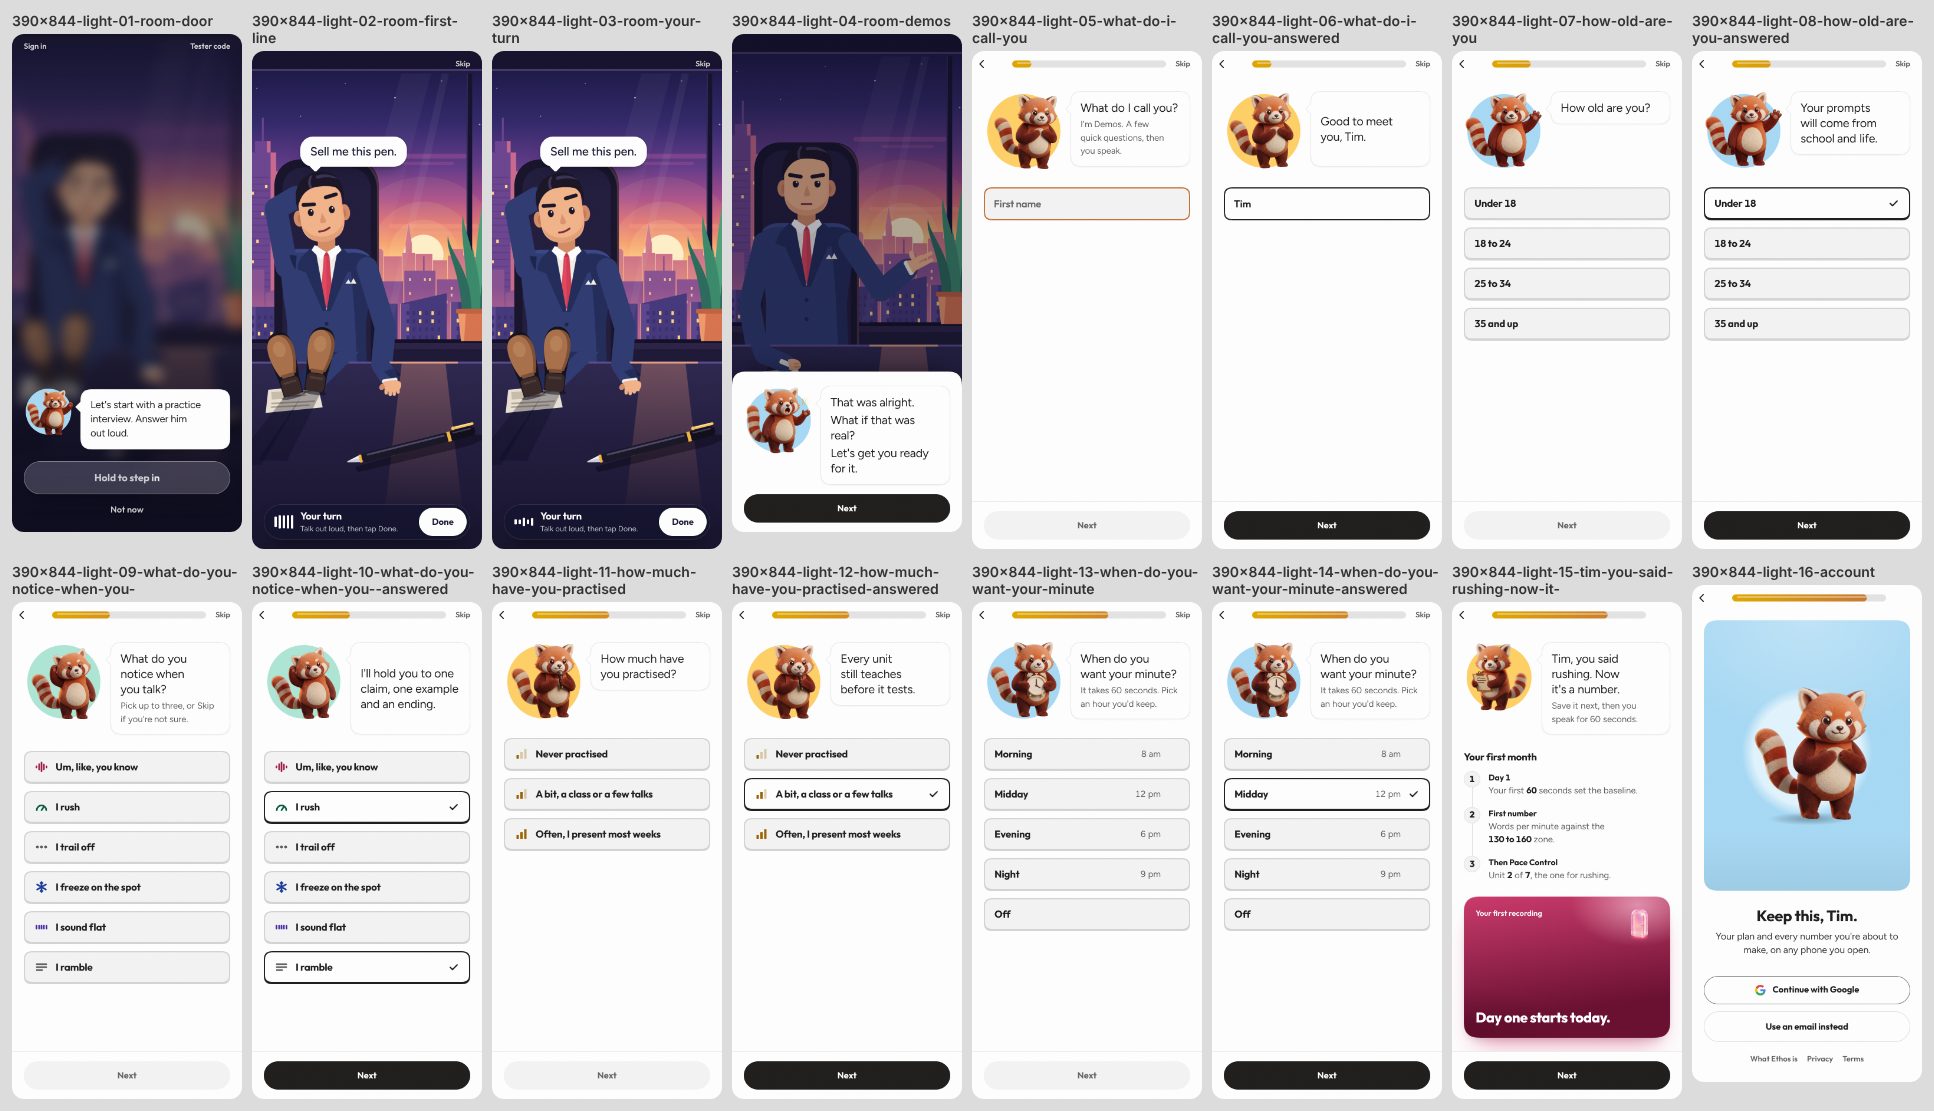 390×844-light-01-room-door
Sign in
Tester code
Let's start with a practice
interview. Answer him
out loud.
Hold to step in
Not now
390×844-light-02-room-first-
line
Skip
Sell me this pen.
Your turn
Talk out loud, then tap Done.
Done
390×844-light-03-room-your-
turn
Skip
Sell me this pen.
Your turn
Talk out loud, then tap Done.
Done
390×844-light-04-room-demos
That was alright.
What if that was
real?
Let's get you ready
for it.
Next
390×844-light-05-what-do-i-
call-you
Skip
What do I call you?
I'm Demos. A few
quick questions, then
you speak.
First name
Next
390×844-light-06-what-do-i-
call-you-answered
Skip
Good to meet
you, Tim.
Tim
Next
390×844-light-07-how-old-are-
you
Skip
How old are you?
Under 18
18 to 24
25 to 34
35 and up
Next
390×844-light-08-how-old-are-
you-answered
Skip
Your prompts
will come from
school and life.
Under 18
18 to 24
25 to 34
35 and up
Next
390×844-light-09-what-do-you-
notice-when-you-
Skip
What do you
notice when
you talk?
Pick up to three, or Skip
if you're not sure.
Um, like, you know
I rush
I trail off
I freeze on the spot
I sound flat
I ramble
Next
390×844-light-10-what-do-you-
notice-when-you--answered
Skip
I'll hold you to one
claim, one example
and an ending.
Um, like, you know
I rush
I trail off
I freeze on the spot
I sound flat
I ramble
Next
390×844-light-11-how-much-
have-you-practised
Skip
How much have
you practised?
Never practised
A bit, a class or a few talks
Often, I present most weeks
Next
390×844-light-12-how-much-
have-you-practised-answered
Skip
Every unit
still teaches
before it tests.
Never practised
A bit, a class or a few talks
Often, I present most weeks
Next
390×844-light-13-when-do-you-
want-your-minute
Skip
When do you
want your minute?
It takes 60 seconds. Pick
an hour you'd keep.
Morning 8 am
Midday 12 pm
Evening 6 pm
Night 9 pm
Off
Next
390×844-light-14-when-do-you-
want-your-minute-answered
Skip
When do you
want your minute?
It takes 60 seconds. Pick
an hour you'd keep.
Morning 8 am
Midday 12 pm
Evening 6 pm
Night 9 pm
Off
Next
390×844-light-15-tim-you-said-
rushing-now-it-
Tim, you said
rushing. Now
it's a number.
Save it next, then you
speak for 60 seconds.
Your first month
1 Day 1
Your first 60 seconds set the baseline.
2 First number
Words per minute against the
130 to 160 zone.
3 Then Pace Control
Unit 2 of 7, the one for rushing.
Your first recording
Day one starts today.
Next
390×844-light-16-account
Keep this, Tim.
Your plan and every number you're about to
make, on any phone you open.
Continue with Google
Use an email instead
What Ethos is Privacy Terms